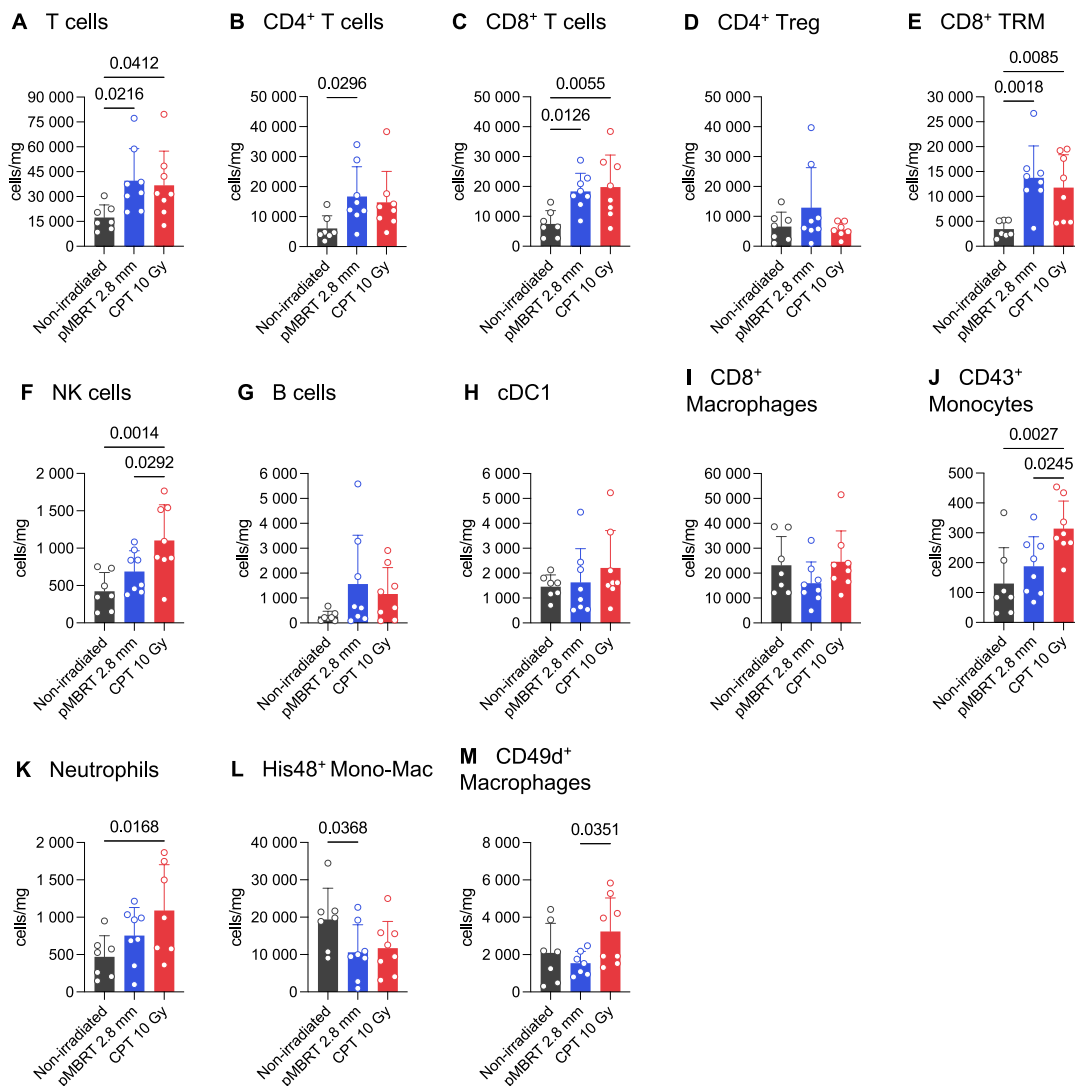 A T cells
0.0412
0.0216
90 000
75 000
60 000
45 000
30 000
15 000
0
cells/mg
Non-irradiated
pMBRT 2.8 mm
CPT 10 Gy
B CD4⁺ T cells
0.0296
50 000
40 000
30 000
20 000
10 000
0
cells/mg
Non-irradiated
pMBRT 2.8 mm
CPT 10 Gy
C CD8⁺ T cells
0.0055
0.0126
50 000
40 000
30 000
20 000
10 000
0
cells/mg
Non-irradiated
pMBRT 2.8 mm
CPT 10 Gy
D CD4⁺ Treg
50 000
40 000
30 000
20 000
10 000
0
cells/mg
Non-irradiated
pMBRT 2.8 mm
CPT 10 Gy
E CD8⁺ TRM
0.0085
0.0018
30 000
25 000
20 000
15 000
10 000
5 000
0
cells/mg
Non-irradiated
pMBRT 2.8 mm
CPT 10 Gy
F NK cells
0.0014
0.0292
2 000
1 500
1 000
500
0
cells/mg
Non-irradiated
pMBRT 2.8 mm
CPT 10 Gy
G B cells
6 000
5 000
4 000
3 000
2 000
1 000
0
cells/mg
Non-irradiated
pMBRT 2.8 mm
CPT 10 Gy
H cDC1
6 000
5 000
4 000
3 000
2 000
1 000
0
cells/mg
Non-irradiated
pMBRT 2.8 mm
CPT 10 Gy
I CD8⁺
Macrophages
60 000
50 000
40 000
30 000
20 000
10 000
0
cells/mg
Non-irradiated
pMBRT 2.8 mm
CPT 10 Gy
J CD43⁺
Monocytes
0.0027
0.0245
500
400
300
200
100
0
cells/mg
Non-irradiated
pMBRT 2.8 mm
CPT 10 Gy
K Neutrophils
0.0168
2 000
1 500
1 000
500
0
cells/mg
Non-irradiated
pMBRT 2.8 mm
CPT 10 Gy
L His48⁺ Mono-Mac
0.0368
40 000
30 000
20 000
10 000
0
cells/mg
Non-irradiated
pMBRT 2.8 mm
CPT 10 Gy
M CD49d⁺
Macrophages
0.0351
8 000
6 000
4 000
2 000
0
cells/mg
Non-irradiated
pMBRT 2.8 mm
CPT 10 Gy